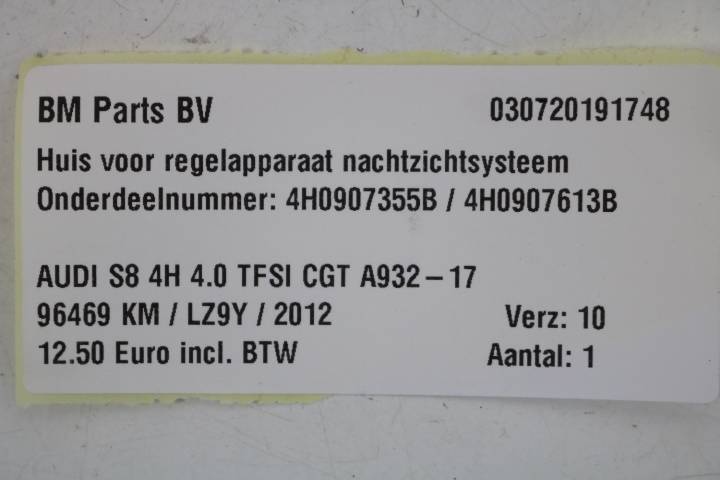 BM Parts BV 030720191748
Huis voor regelapparaat nachtzichtsysteem
Onderdeelnummer: 4H0907355B / 4H0907613B
AUDI S8 4H 4.0 TFSI CGT A932-17
96469 KM / LZ9Y / 2012 Verz: 10
12.50 Euro incl. BTW Aantal: 1